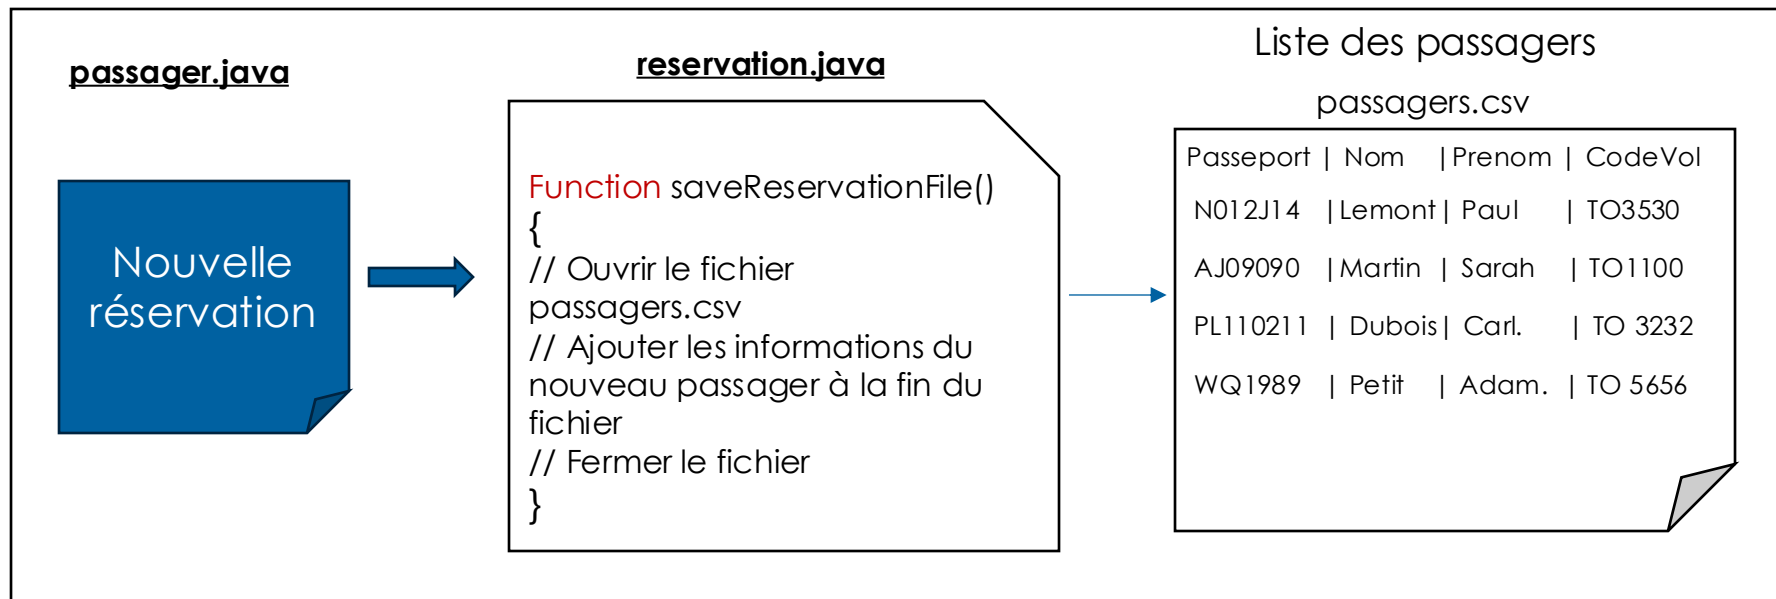 passager.java
Nouvelle
réservation
reservation.java
Function saveReservationFile()
{
// Ouvrir le fichier
passagers.csv
// Ajouter les informations du
nouveau passager à la fin du
fichier
// Fermer le fichier
}
Liste des passagers
passagers.csv
Passeport | Nom |Prenom | CodeVol
N012J14 |Lemont| Paul | TO3530
AJ09090 |Martin | Sarah | TO1100
PL110211 | Dubois| Carl. | TO 3232
WQ1989 | Petit | Adam. | TO 5656